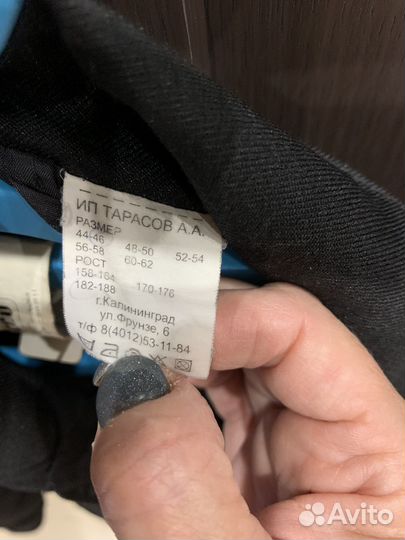 ИП ТАРАСОВ А.А.
РАЗМЕР
44-46 48-50 52-54
56-58 60-62
РОСТ
158-164 170-176
182-188
г.Калининград
ул.Фрунзе, 6
т/ф 8(4012)53-11-84
Avito